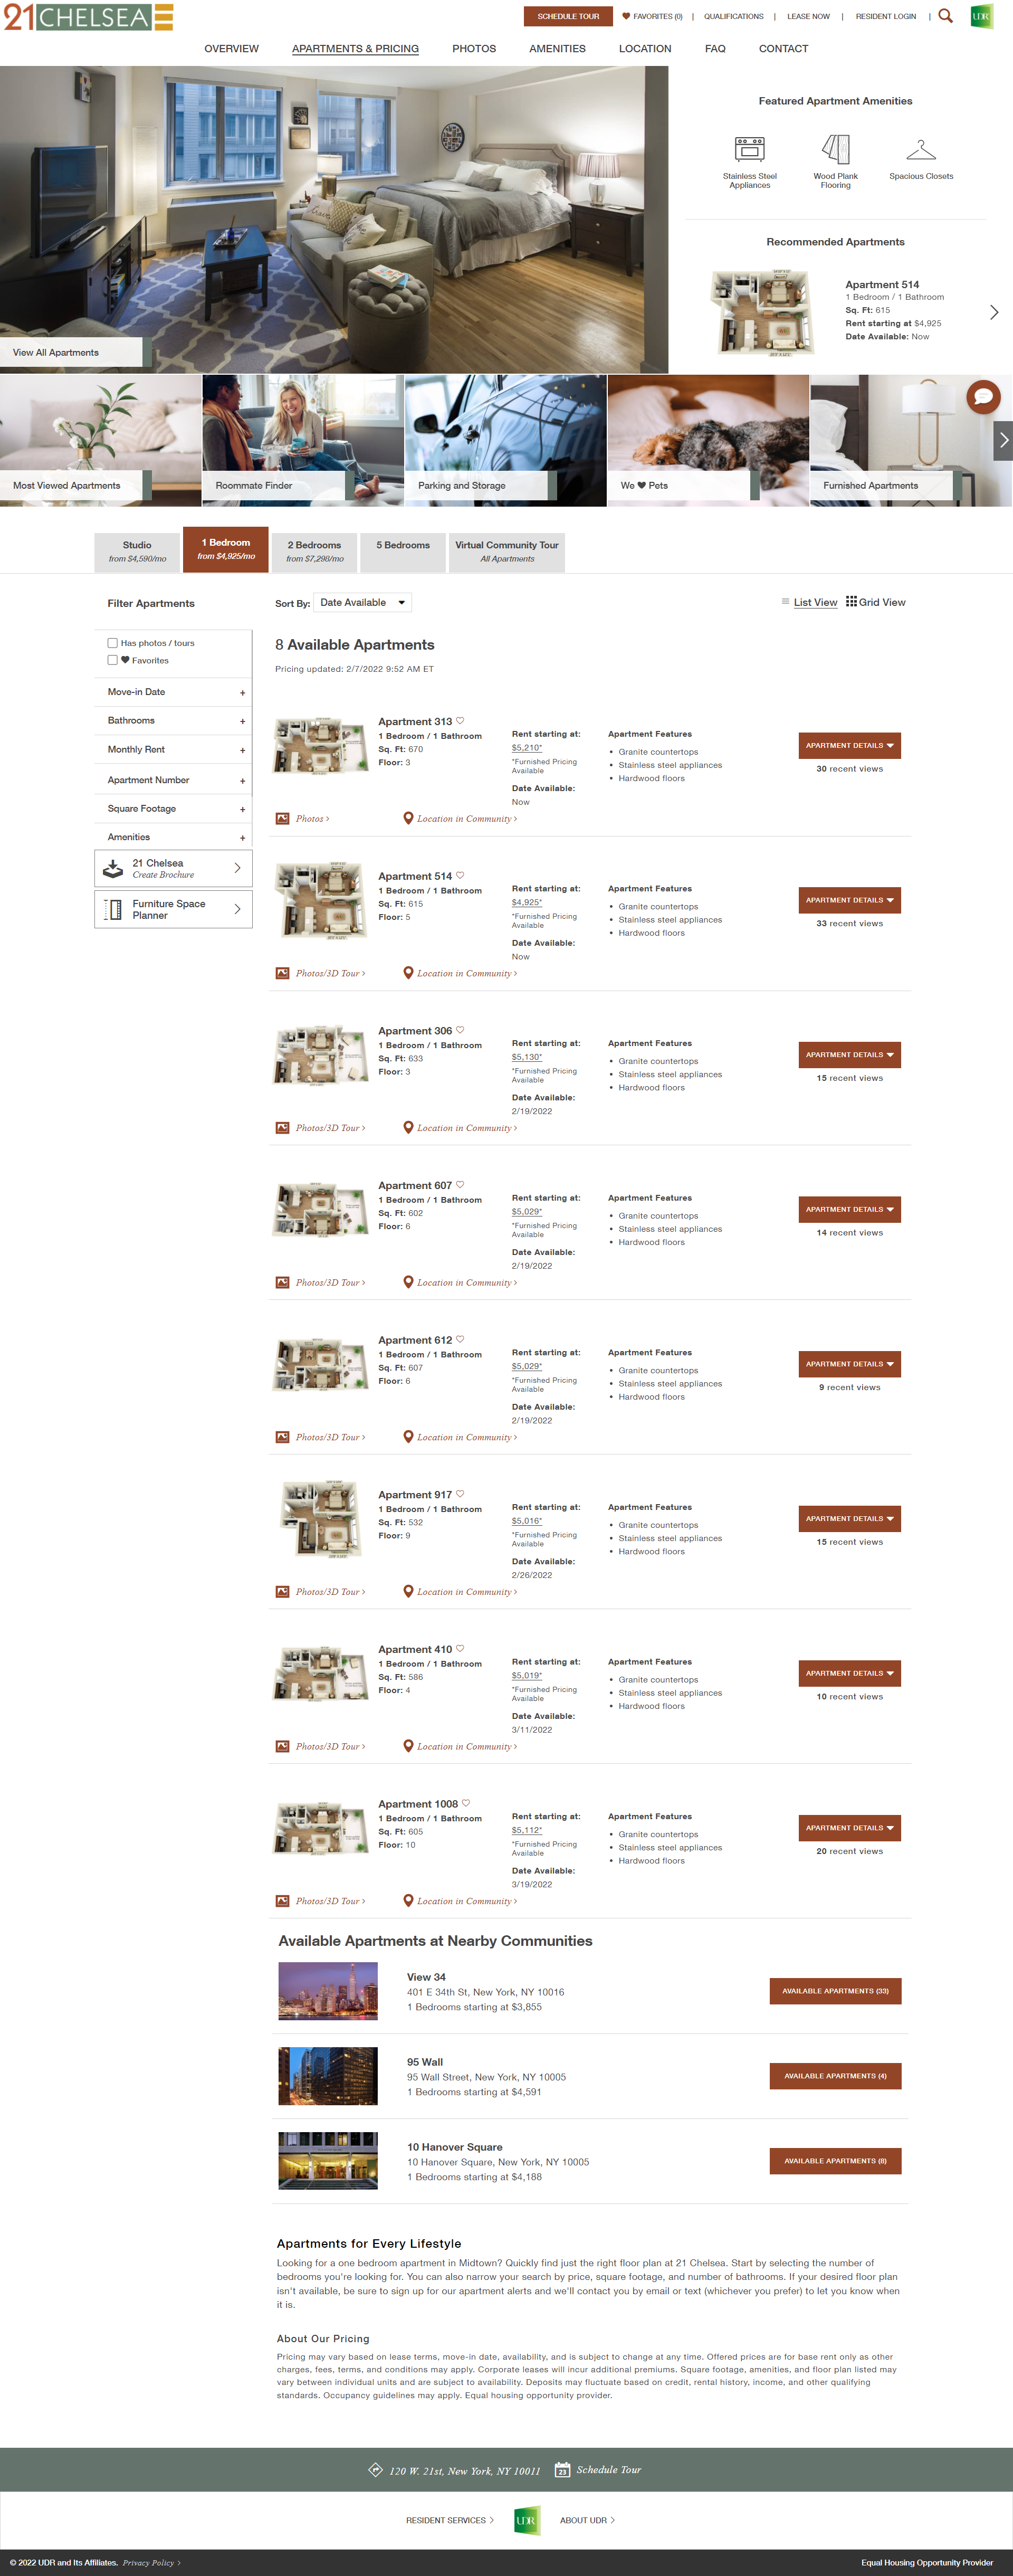 21CHELSEA
SCHEDULE TOUR
FAVORITES (0) | QUALIFICATIONS | LEASE NOW | RESIDENT LOGIN |
UDR
OVERVIEW APARTMENTS & PRICING PHOTOS AMENITIES LOCATION FAQ CONTACT
View All Apartments
Featured Apartment Amenities
Stainless Steel
Appliances
Wood Plank
Flooring
Spacious Closets
Recommended Apartments
Apartment 514
1 Bedroom / 1 Bathroom
Sq. Ft: 615
Rent starting at $4,925
Date Available: Now
Most Viewed Apartments
Roommate Finder
Parking and Storage
We ♥ Pets
Furnished Apartments
Studio
from $4,590/mo
1 Bedroom
from $4,925/mo
2 Bedrooms
from $7,298/mo
5 Bedrooms
Virtual Community Tour
All Apartments
Filter Apartments
Has photos / tours
Favorites
Move-in Date +
Bathrooms +
Monthly Rent +
Apartment Number +
Square Footage +
Amenities +
21 Chelsea
Create Brochure
Furniture Space
Planner
Sort By: Date Available
List View Grid View
8 Available Apartments
Pricing updated: 2/7/2022 9:52 AM ET
Apartment 313
1 Bedroom / 1 Bathroom
Sq. Ft: 670
Floor: 3
Rent starting at:
$5,210*
*Furnished Pricing
Available
Date Available:
Now
Apartment Features
• Granite countertops
• Stainless steel appliances
• Hardwood floors
APARTMENT DETAILS
30 recent views
Photos >
Location in Community >
Apartment 514
1 Bedroom / 1 Bathroom
Sq. Ft: 615
Floor: 5
Rent starting at:
$4,925*
*Furnished Pricing
Available
Date Available:
Now
Apartment Features
• Granite countertops
• Stainless steel appliances
• Hardwood floors
APARTMENT DETAILS
33 recent views
Photos/3D Tour >
Location in Community >
Apartment 306
1 Bedroom / 1 Bathroom
Sq. Ft: 633
Floor: 3
Rent starting at:
$5,130*
*Furnished Pricing
Available
Date Available:
2/19/2022
Apartment Features
• Granite countertops
• Stainless steel appliances
• Hardwood floors
APARTMENT DETAILS
15 recent views
Photos/3D Tour >
Location in Community >
Apartment 607
1 Bedroom / 1 Bathroom
Sq. Ft: 602
Floor: 6
Rent starting at:
$5,029*
*Furnished Pricing
Available
Date Available:
2/19/2022
Apartment Features
• Granite countertops
• Stainless steel appliances
• Hardwood floors
APARTMENT DETAILS
14 recent views
Photos/3D Tour >
Location in Community >
Apartment 612
1 Bedroom / 1 Bathroom
Sq. Ft: 607
Floor: 6
Rent starting at:
$5,029*
*Furnished Pricing
Available
Date Available:
2/19/2022
Apartment Features
• Granite countertops
• Stainless steel appliances
• Hardwood floors
APARTMENT DETAILS
9 recent views
Photos/3D Tour >
Location in Community >
Apartment 917
1 Bedroom / 1 Bathroom
Sq. Ft: 532
Floor: 9
Rent starting at:
$5,016*
*Furnished Pricing
Available
Date Available:
2/26/2022
Apartment Features
• Granite countertops
• Stainless steel appliances
• Hardwood floors
APARTMENT DETAILS
15 recent views
Photos/3D Tour >
Location in Community >
Apartment 410
1 Bedroom / 1 Bathroom
Sq. Ft: 586
Floor: 4
Rent starting at:
$5,019*
*Furnished Pricing
Available
Date Available:
3/11/2022
Apartment Features
• Granite countertops
• Stainless steel appliances
• Hardwood floors
APARTMENT DETAILS
10 recent views
Photos/3D Tour >
Location in Community >
Apartment 1008
1 Bedroom / 1 Bathroom
Sq. Ft: 605
Floor: 10
Rent starting at:
$5,112*
*Furnished Pricing
Available
Date Available:
3/19/2022
Apartment Features
• Granite countertops
• Stainless steel appliances
• Hardwood floors
APARTMENT DETAILS
20 recent views
Photos/3D Tour >
Location in Community >
Available Apartments at Nearby Communities
View 34
401 E 34th St, New York, NY 10016
1 Bedrooms starting at $3,855
AVAILABLE APARTMENTS (33)
95 Wall
95 Wall Street, New York, NY 10005
1 Bedrooms starting at $4,591
AVAILABLE APARTMENTS (4)
10 Hanover Square
10 Hanover Square, New York, NY 10005
1 Bedrooms starting at $4,188
AVAILABLE APARTMENTS (8)
Apartments for Every Lifestyle
Looking for a one bedroom apartment in Midtown? Quickly find just the right floor plan at 21 Chelsea. Start by selecting the number of
bedrooms you're looking for. You can also narrow your search by price, square footage, and number of bathrooms. If your desired floor plan
isn't available, be sure to sign up for our apartment alerts and we'll contact you by email or text (whichever you prefer) to let you know when
it is.
About Our Pricing
Pricing may vary based on lease terms, move-in date, availability, and is subject to change at any time. Offered prices are for base rent only as other
charges, fees, terms, and conditions may apply. Corporate leases will incur additional premiums. Square footage, amenities, and floor plan listed may
vary between individual units and are subject to availability. Deposits may fluctuate based on credit, rental history, income, and other qualifying
standards. Occupancy guidelines may apply. Equal housing opportunity provider.
120 W. 21st, New York, NY 10011
23
Schedule Tour
RESIDENT SERVICES >
UDR
ABOUT UDR >
© 2022 UDR and Its Affiliates. Privacy Policy >
Equal Housing Opportunity Provider